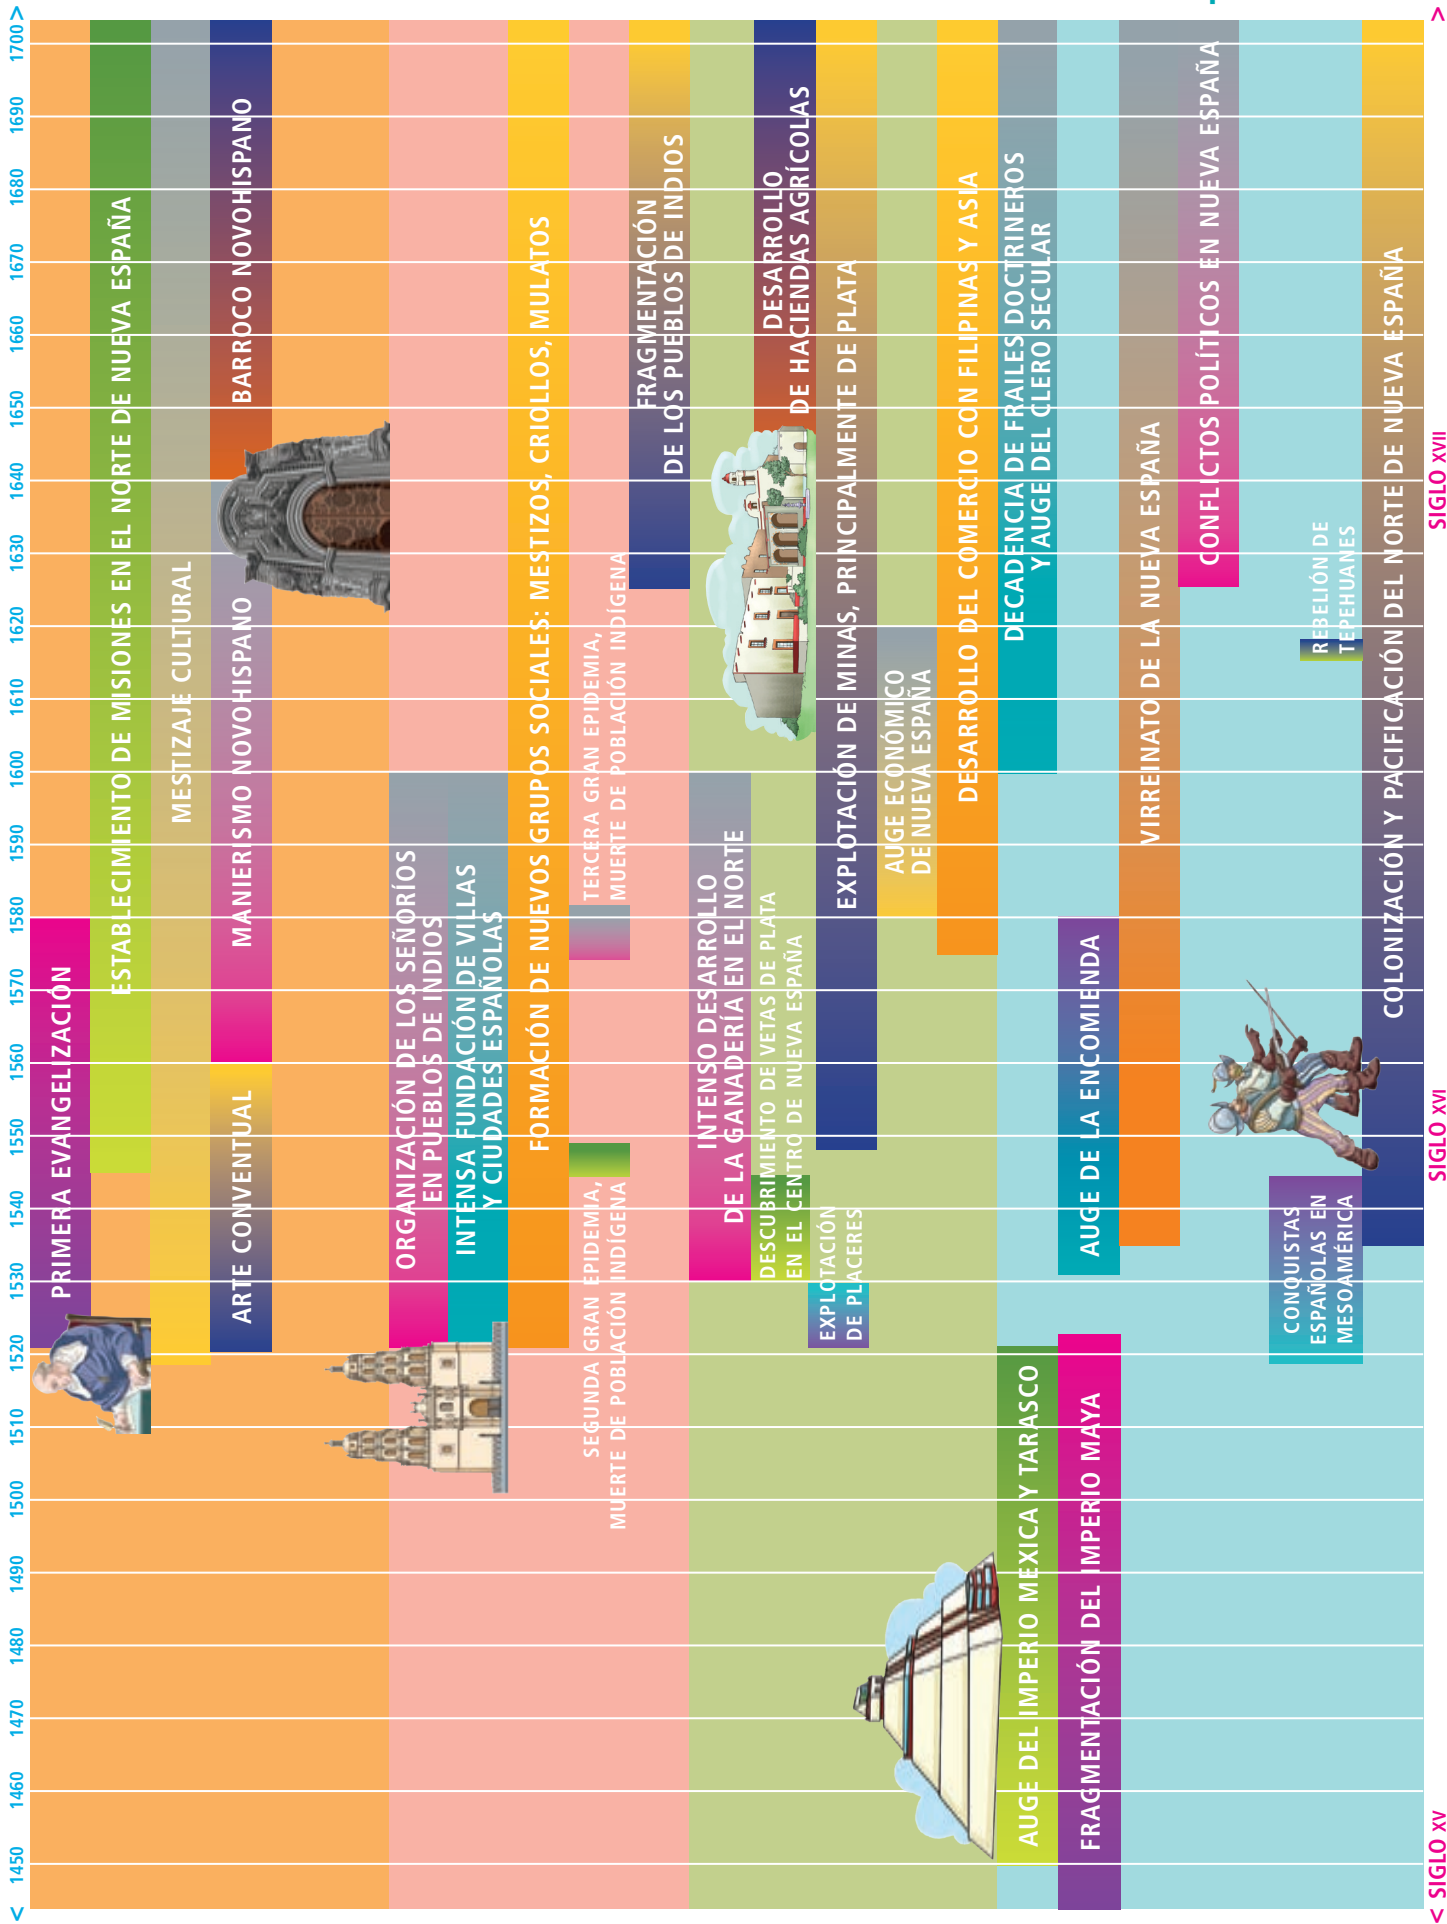 < 1450 1460 1470 1480 1490 1500 1510 1520 1530 1540 1550 1560 1570 1580 1590 1600 1610 1620 1630 1640 1650 1660 1670 1680 1690 1700 >
PRIMERA EVANGELIZACIÓN
ESTABLECIMIENTO DE MISIONES EN EL NORTE DE NUEVA ESPAÑA
MESTIZAJE CULTURAL
ARTE CONVENTUAL
MANIERISMO NOVOHISPANO
BARROCO NOVOHISPANO
ORGANIZACIÓN DE LOS SEÑORÍOS
EN PUEBLOS DE INDIOS
INTENSA FUNDACIÓN DE VILLAS
Y CIUDADES ESPAÑOLAS
FORMACIÓN DE NUEVOS GRUPOS SOCIALES: MESTIZOS, CRIOLLOS, MULATOS
SEGUNDA GRAN EPIDEMIA,
MUERTE DE POBLACIÓN INDÍGENA
TERCERA GRAN EPIDEMIA,
MUERTE DE POBLACIÓN INDÍGENA
FRAGMENTACIÓN
DE LOS PUEBLOS DE INDIOS
INTENSO DESARROLLO
DE LA GANADERÍA EN EL NORTE
DESCUBRIMIENTO DE VETAS DE PLATA
EN EL CENTRO DE NUEVA ESPAÑA
DESARROLLO
DE HACIENDAS AGRÍCOLAS
EXPLOTACIÓN
DE PLACERES
EXPLOTACIÓN DE MINAS, PRINCIPALMENTE DE PLATA
AUGE ECONÓMICO
DE NUEVA ESPAÑA
DESARROLLO DEL COMERCIO CON FILIPINAS Y ASIA
AUGE DEL IMPERIO MEXICA Y TARASCO
DECADENCIA DE FRAILES DOCTRINEROS
Y AUGE DEL CLERO SECULAR
FRAGMENTACIÓN DEL IMPERIO MAYA
AUGE DE LA ENCOMIENDA
VIRREINATO DE LA NUEVA ESPAÑA
CONFLICTOS POLÍTICOS EN NUEVA ESPAÑA
CONQUISTAS
ESPAÑOLAS EN
MESOAMÉRICA
REBELIÓN DE
TEPEHUANES
COLONIZACIÓN Y PACIFICACIÓN DEL NORTE DE NUEVA ESPAÑA
< SIGLO XV
SIGLO XVI
SIGLO XVII
>